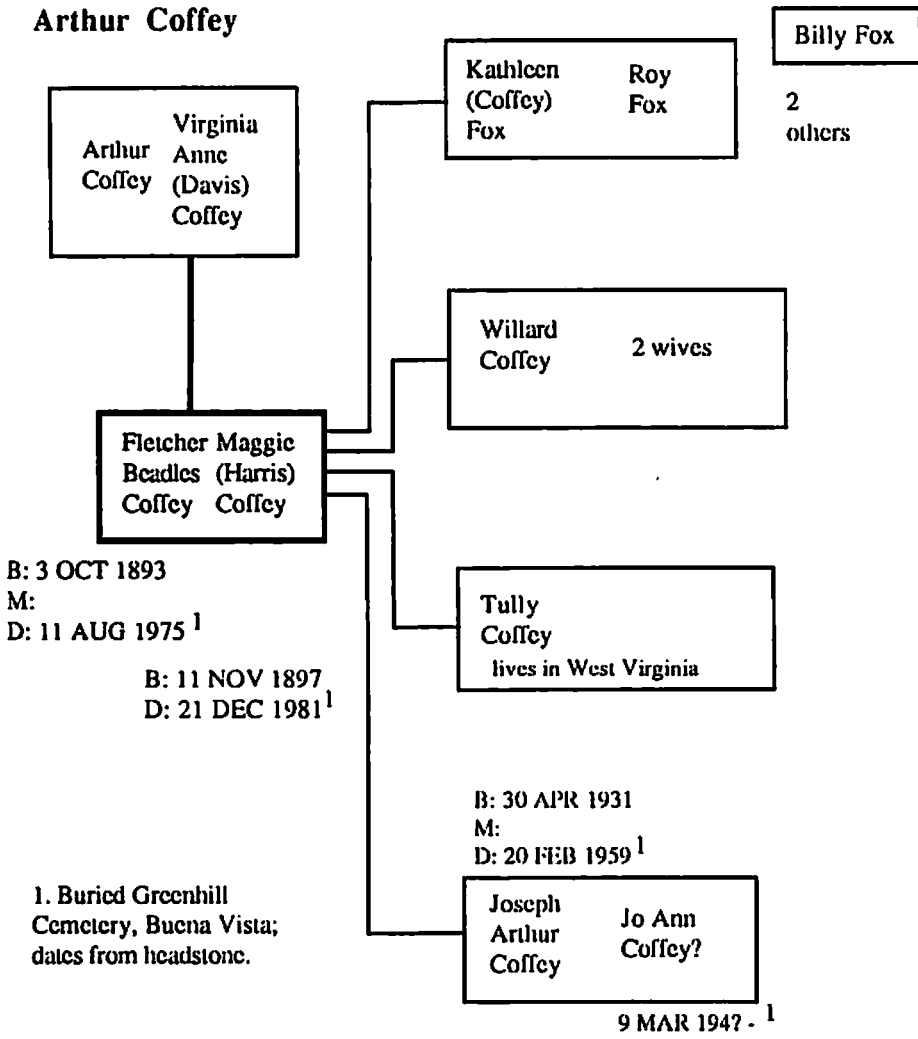 Arthur Coffey
Billy Fox
2
others
Kathleen
(Coffey)
Fox
Roy
Fox
Arthur
Coffey
Virginia
Anne
(Davis)
Coffey
Willard
Coffey
2 wives
Fletcher Maggie
Beadles (Harris)
Coffey Coffey
B: 3 OCT 1893
M:
D: 11 AUG 1975 1
B: 11 NOV 1897
D: 21 DEC 1981 1
Tully
Coffey
lives in West Virginia
B: 30 APR 1931
M:
D: 20 FEB 1959 1
Joseph
Arthur
Coffey
Jo Ann
Coffey?
9 MAR 194? - 1
1. Buried Greenhill
Cemetery, Buena Vista;
dates from headstone.